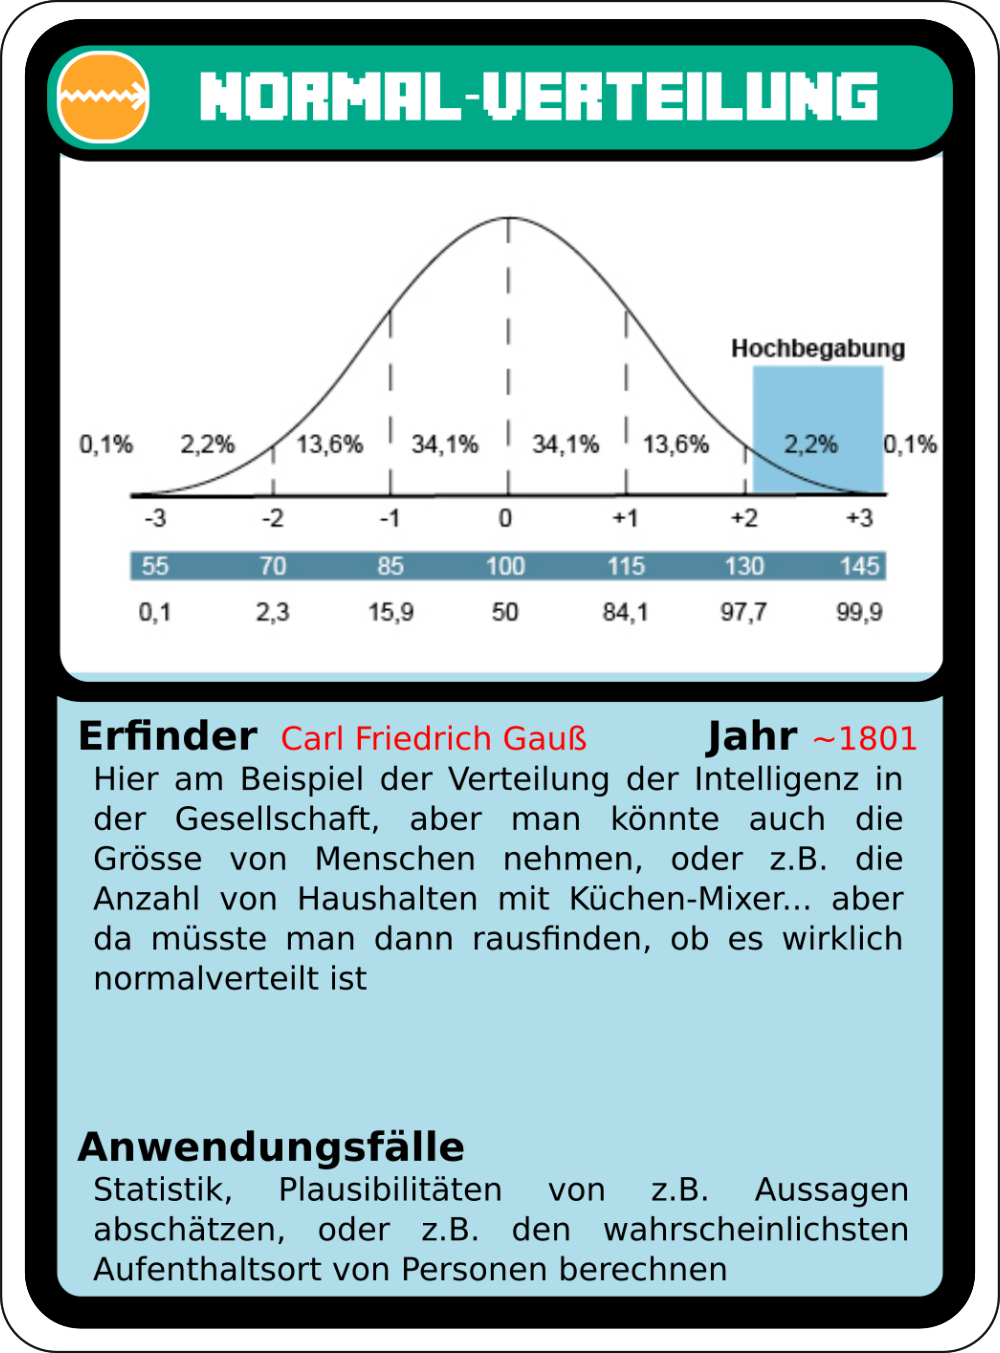 NORMAL-VERTEILUNG
Hochbegabung
0,1% 2,2% 13,6% 34,1% 34,1% 13,6% 2,2% 0,1%
-3 -2 -1 0 +1 +2 +3
55 70 85 100 115 130 145
0,1 2,3 15,9 50 84,1 97,7 99,9
Erfinder Carl Friedrich Gauß Jahr ~1801
Hier am Beispiel der Verteilung der Intelligenz in
der Gesellschaft, aber man könnte auch die
Grösse von Menschen nehmen, oder z.B. die
Anzahl von Haushalten mit Küchen-Mixer... aber
da müsste man dann rausfinden, ob es wirklich
normalverteilt ist
Anwendungsfälle
Statistik, Plausibilitäten von z.B. Aussagen
abschätzen, oder z.B. den wahrscheinlichsten
Aufenthaltsort von Personen berechnen